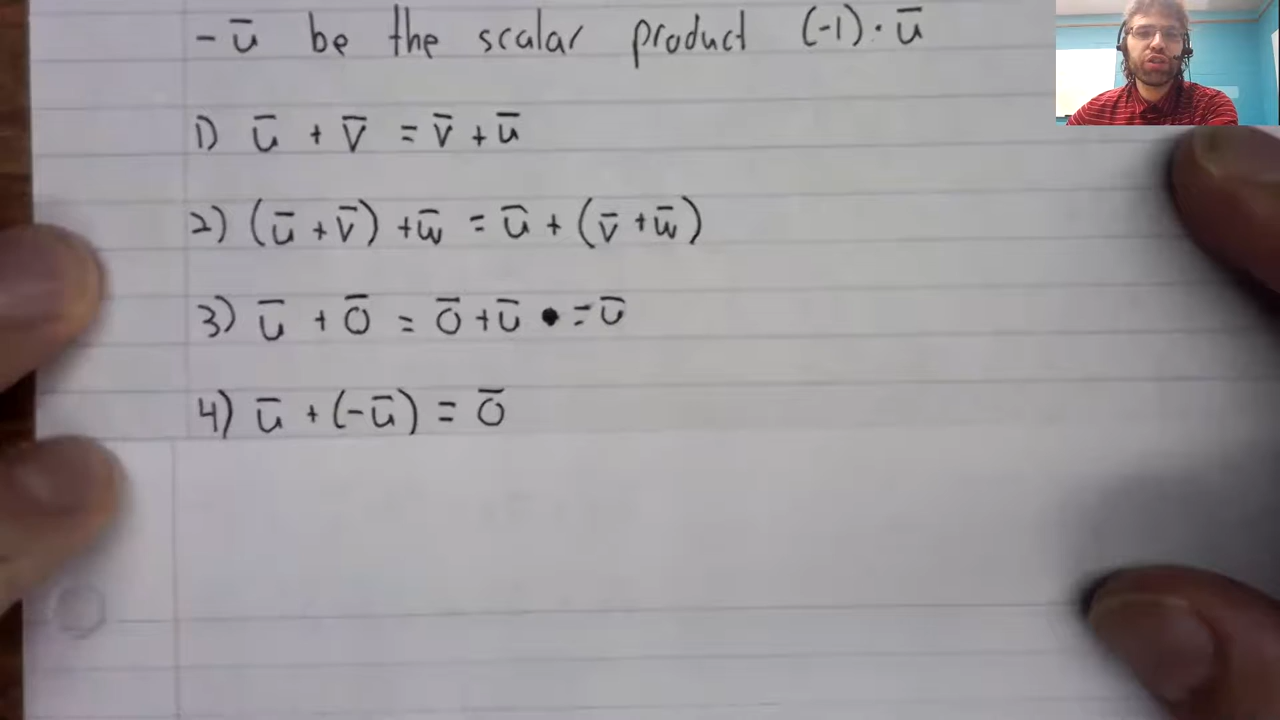 -ū be the scalar product (-1)·ū
1) ū + v̄ = v̄ + ū
2) (ū + v̄) + w̄ = ū + (v̄ + w̄)
3) ū + 0̄ = 0̄ + ū = ū
4) ū + (-ū) = 0̄